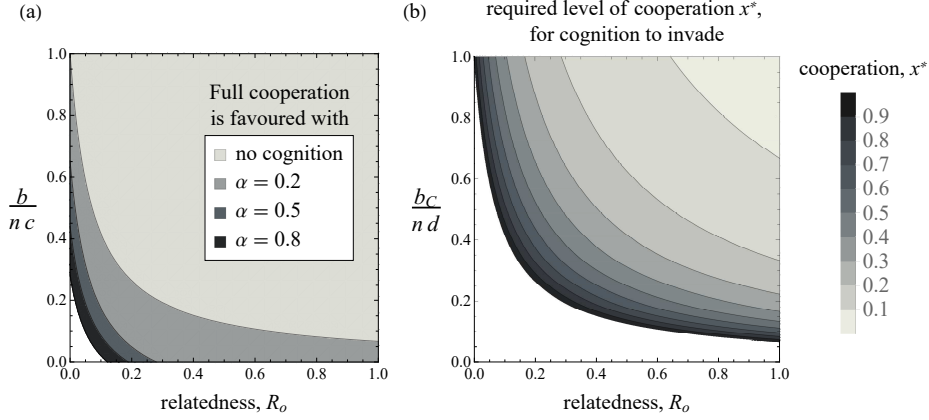 (a)
Full cooperation
is favoured with
no cognition
α = 0.2
α = 0.5
α = 0.8
1.0
0.8
0.6
0.4
0.2
0.0
b
n c
0.0 0.2 0.4 0.6 0.8 1.0
relatedness, Ro
(b)
required level of cooperation x*,
for cognition to invade
1.0
0.8
0.6
0.4
0.2
0.0
bC
n d
0.0 0.2 0.4 0.6 0.8 1.0
relatedness, Ro
cooperation, x*
0.9
0.8
0.7
0.6
0.5
0.4
0.3
0.2
0.1